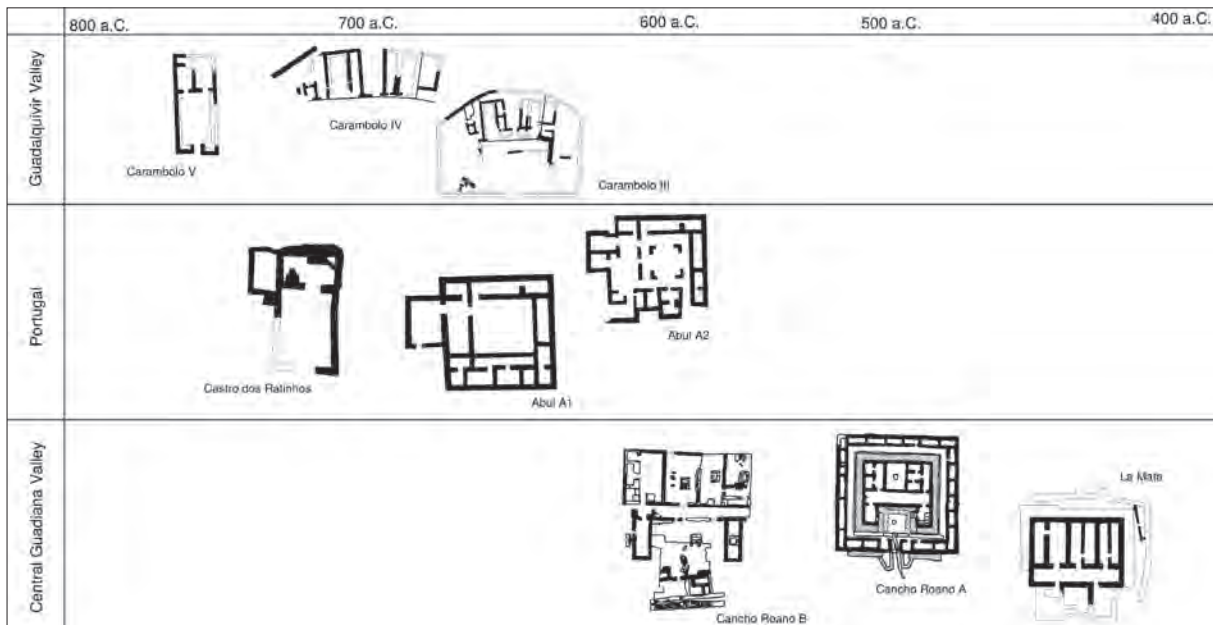 800 a.C. 700 a.C. 600 a.C. 500 a.C. 400 a.C.
Guadalquivir Valley
Carambolo V
Carambolo IV
Carambolo III
Portugal
Castro dos Ratinhos
Abul A1
Abul A2
Central Guadiana Valley
Cancho Roano B
Cancho Roano A
La Mata